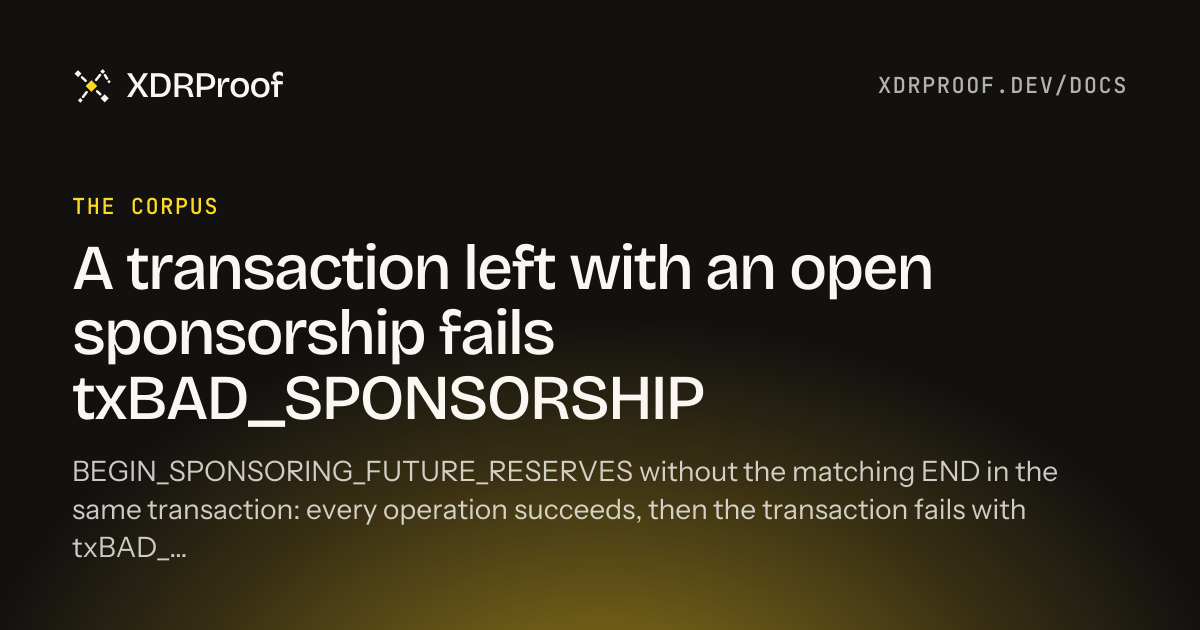 XDRProof
XDRPROOF.DEV/DOCS
THE CORPUS
A transaction left with an open
sponsorship fails
txBAD_SPONSORSHIP
BEGIN_SPONSORING_FUTURE_RESERVES without the matching END in the
same transaction: every operation succeeds, then the transaction fails with
txBAD_...